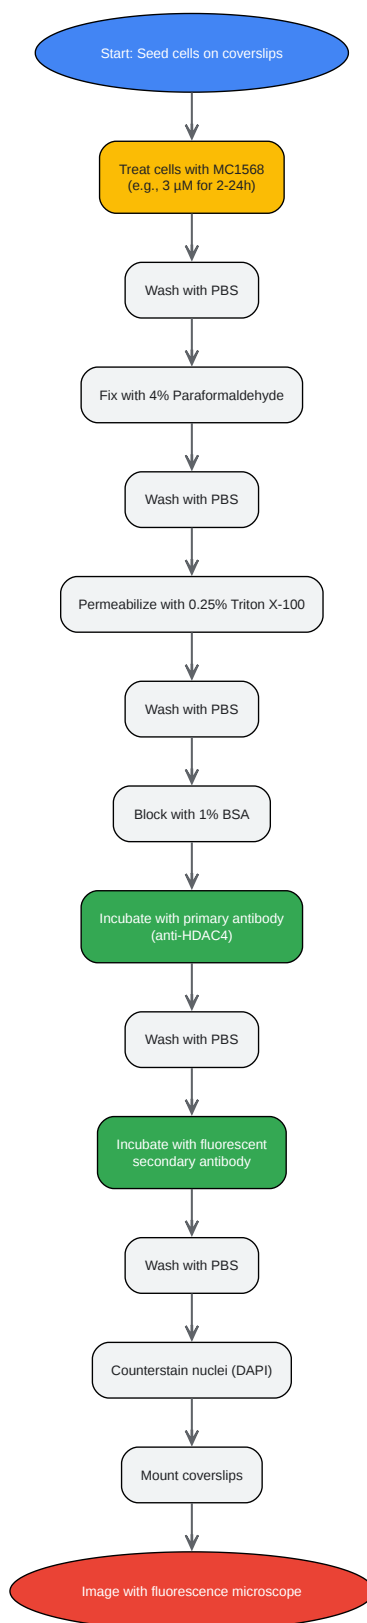 Start: Seed cells on coverslips
Treat cells with MC1568
(e.g., 3 µM for 2-24h)
Wash with PBS
Fix with 4% Paraformaldehyde
Wash with PBS
Permeabilize with 0.25% Triton X-100
Wash with PBS
Block with 1% BSA
Incubate with primary antibody
(anti-HDAC4)
Wash with PBS
Incubate with fluorescent
secondary antibody
Wash with PBS
Counterstain nuclei (DAPI)
Mount coverslips
Image with fluorescence microscope